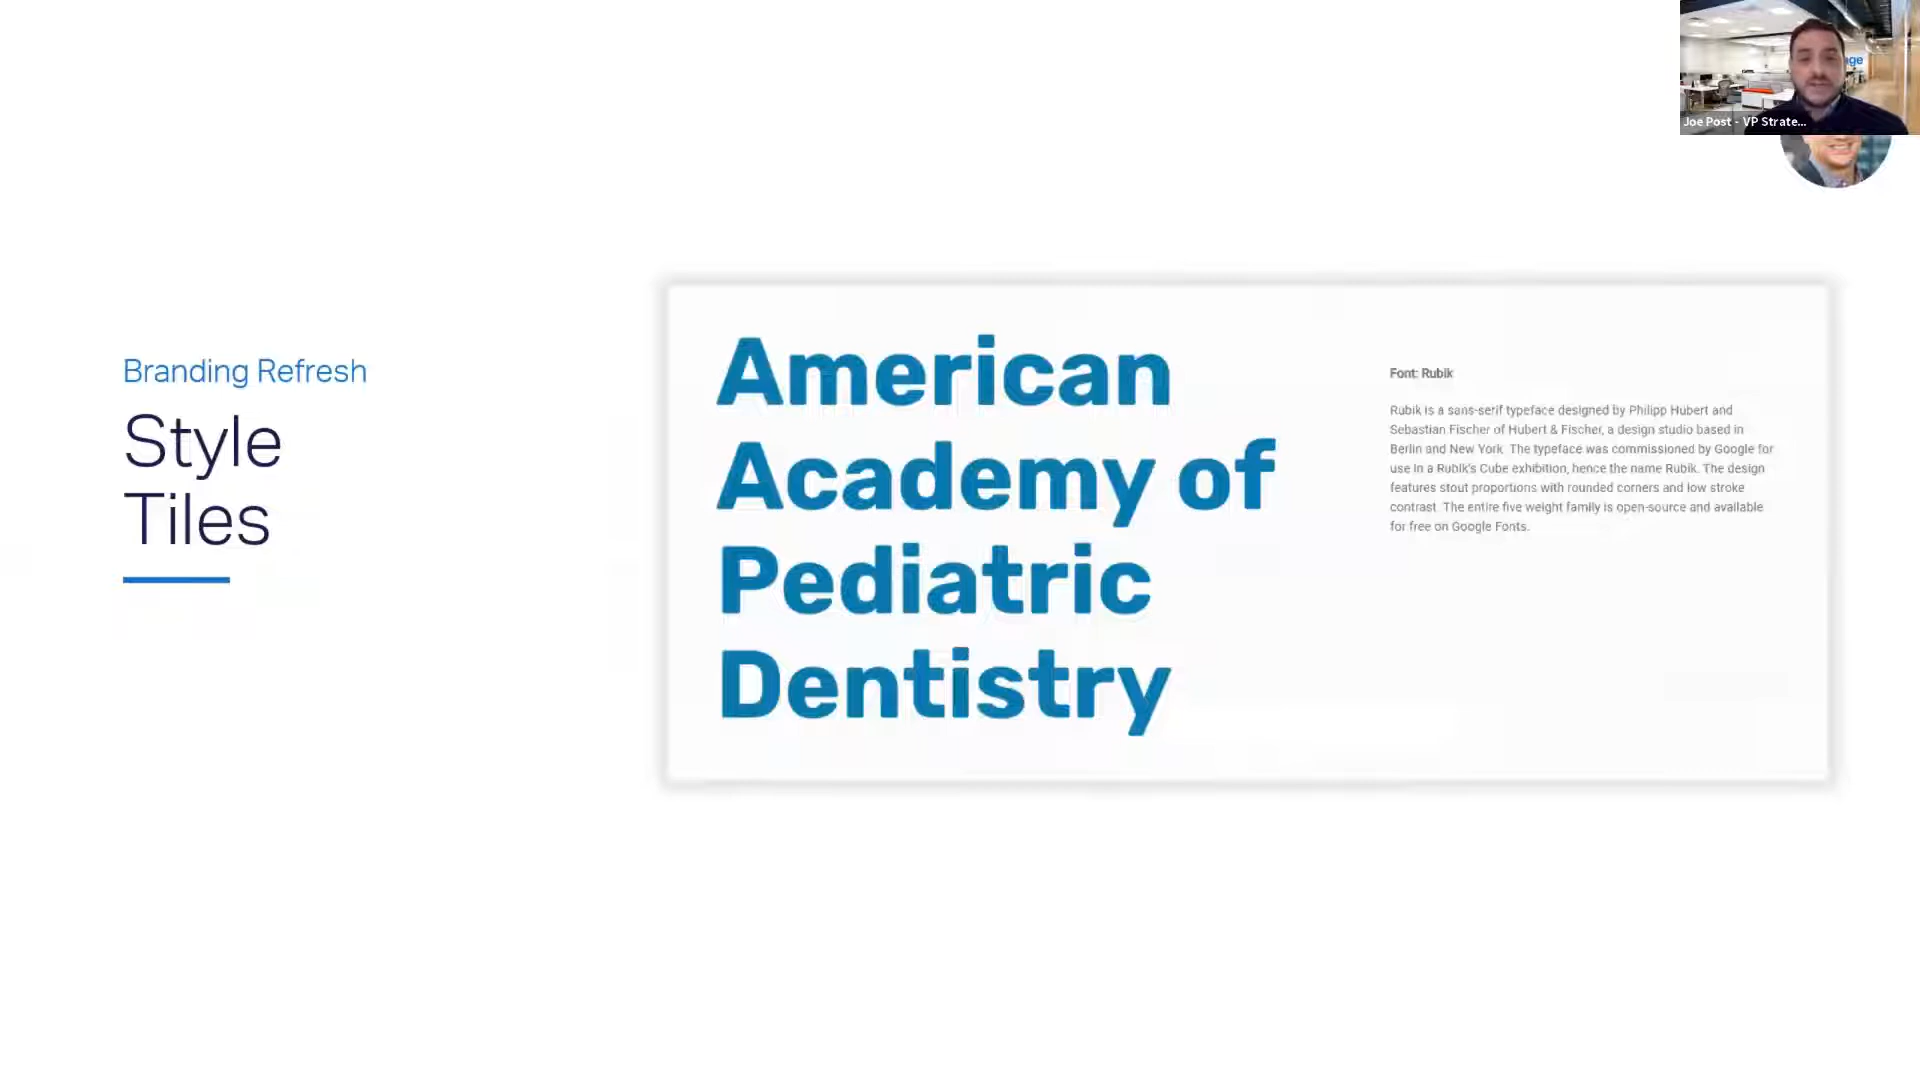 ge
Joe Post - VP Strate...
Branding Refresh
Style
Tiles
American
Academy of
Pediatric
Dentistry
Font: Rubik
Rubik is a sans-serif typeface designed by Philipp Hubert and
Sebastian Fischer of Hubert & Fischer, a design studio based in
Berlin and New York. The typeface was commissioned by Google for
use in a Rubik's Cube exhibition, hence the name Rubik. The design
features stout proportions with rounded corners and low stroke
contrast. The entire five weight family is open-source and available
for free on Google Fonts.